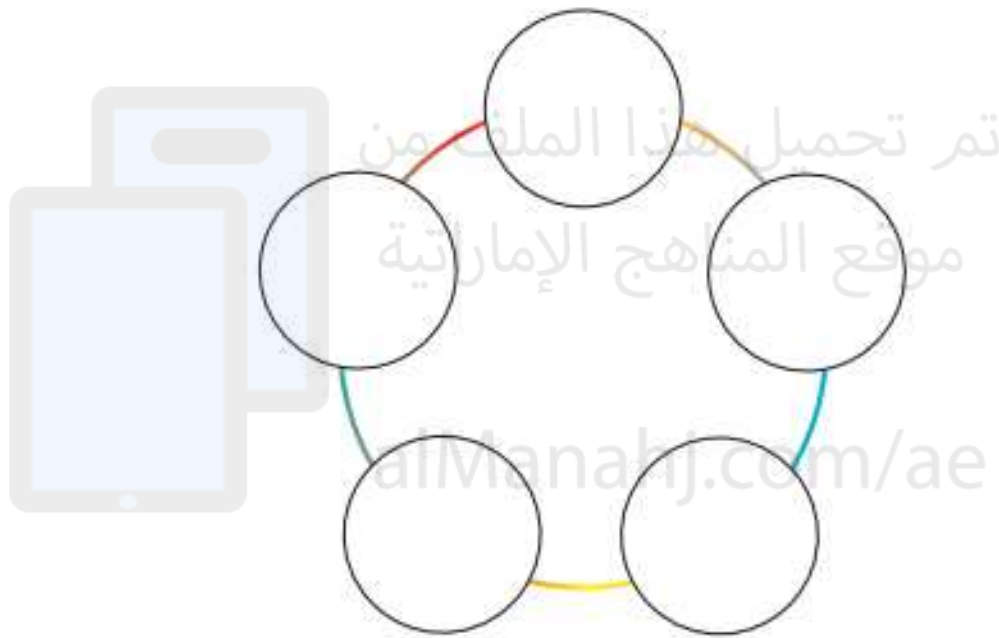 تم تحميل هذا الملف من
موقع المناهج الإماراتية
alManahj.com/ae